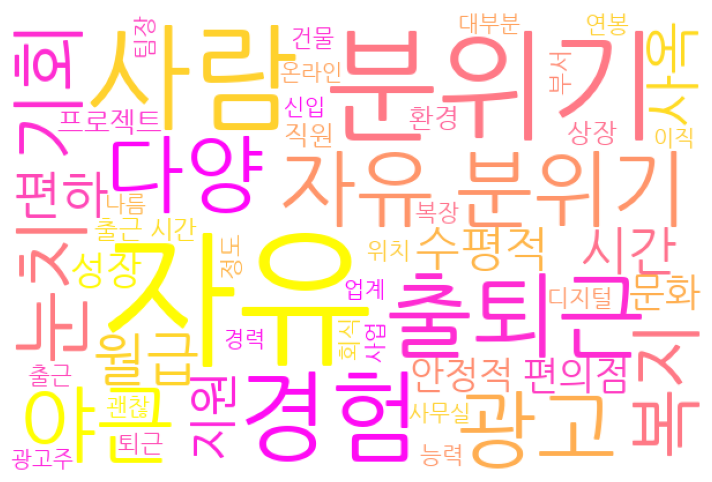 사람
분위기
기회
팀장
건물
대부분
연봉
사옥
온라인
부서
프로젝트
신입
직원
환경
상장
이직
다양
자유 분위기
편하
나름
복장
눈치
출근 시간
성장
정도
위치
수평적
시간
자유
출퇴근
업계
디지털
문화
월급
경력
회식
사업
복지
출근
야근
괜찮
지원
경험
안정적
편의점
사무실
광고
퇴근
광고주
능력